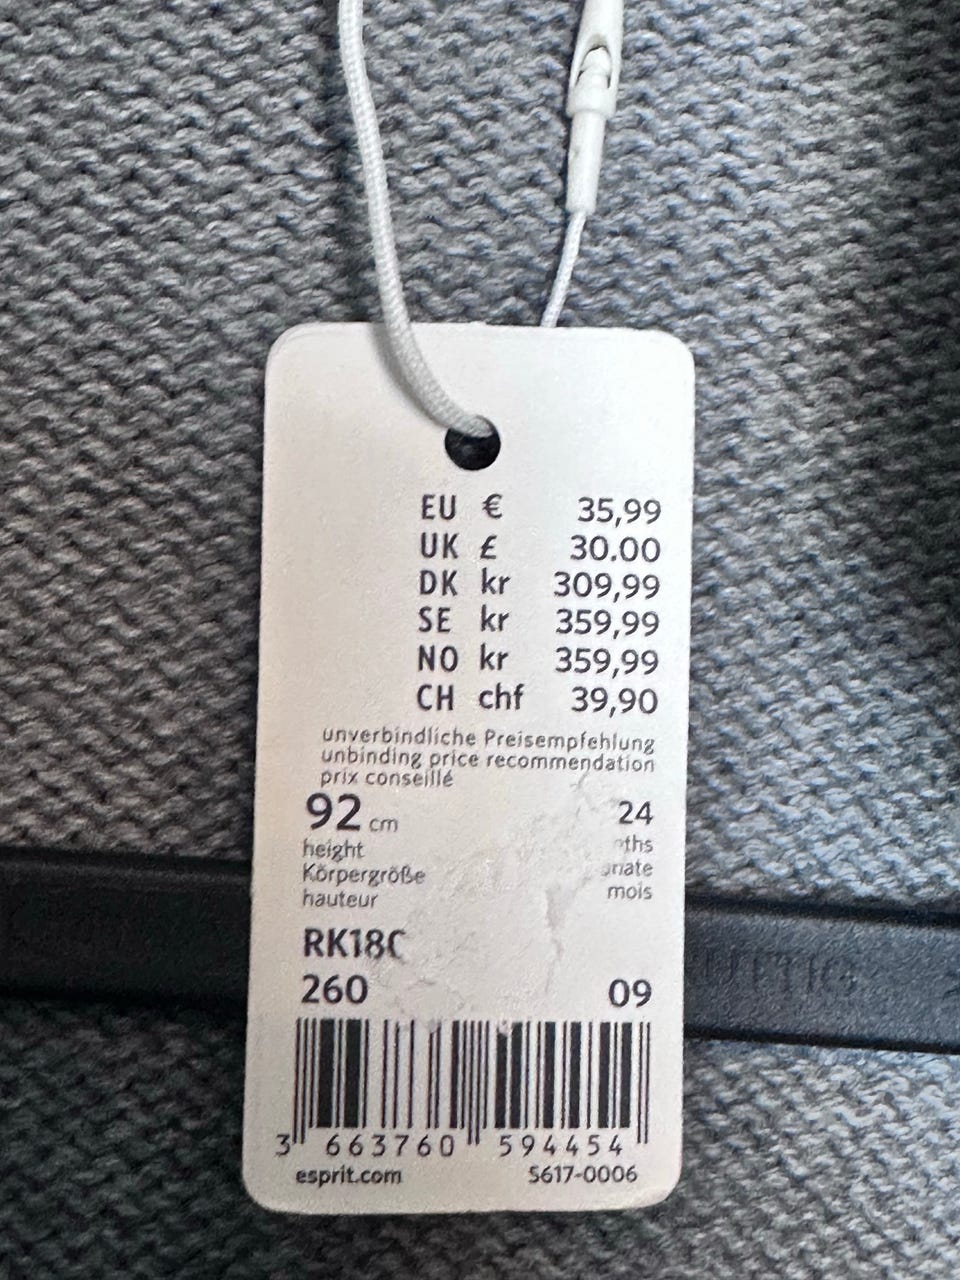 EU € 35,99
UK £ 30.00
DK kr 309,99
SE kr 359,99
NO kr 359,99
CH chf 39,90
unverbindliche Preisempfehlung
unbinding price recommendation
prix conseillé
92 cm 24
height
Körpergröße
hauteur mois
260 09
3 663760 594454
esprit.com 5617-0006